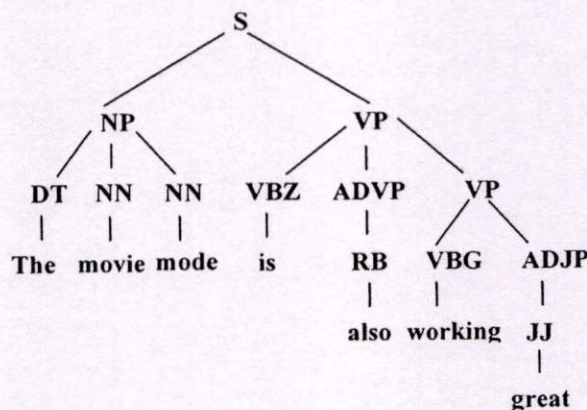 S
NP VP
DT NN NN VBZ ADVP VP
The movie mode is RB VBG ADJP
also working JJ
great